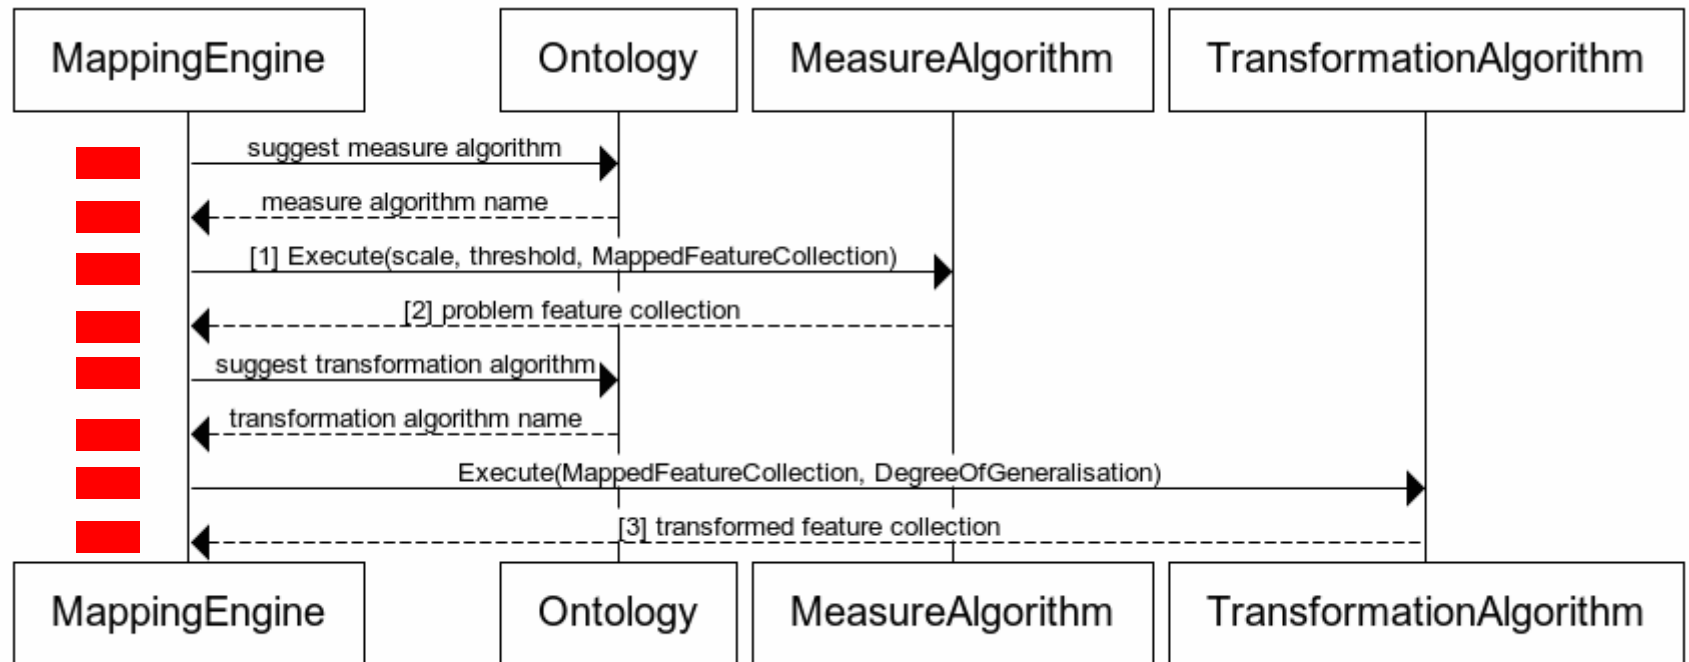 MappingEngine Ontology MeasureAlgorithm TransformationAlgorithm
suggest measure algorithm
measure algorithm name
[1] Execute(scale, threshold, MappedFeatureCollection)
[2] problem feature collection
suggest transformation algorithm
transformation algorithm name
Execute(MappedFeatureCollection, DegreeOfGeneralisation)
[3] transformed feature collection
MappingEngine Ontology MeasureAlgorithm TransformationAlgorithm